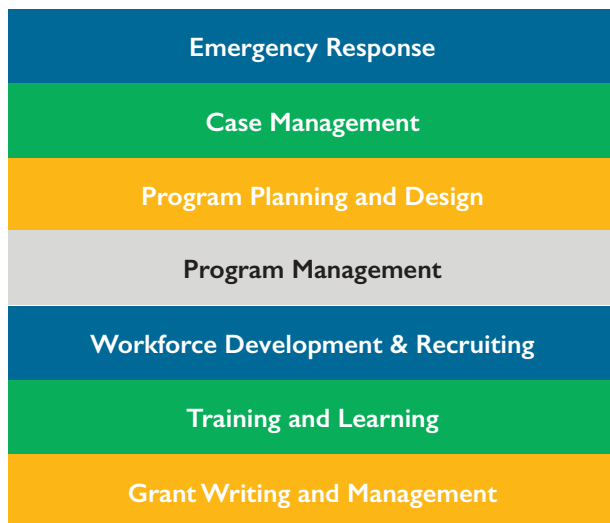 Emergency Response
Case Management
Program Planning and Design
Program Management
Workforce Development & Recruiting
Training and Learning
Grant Writing and Management